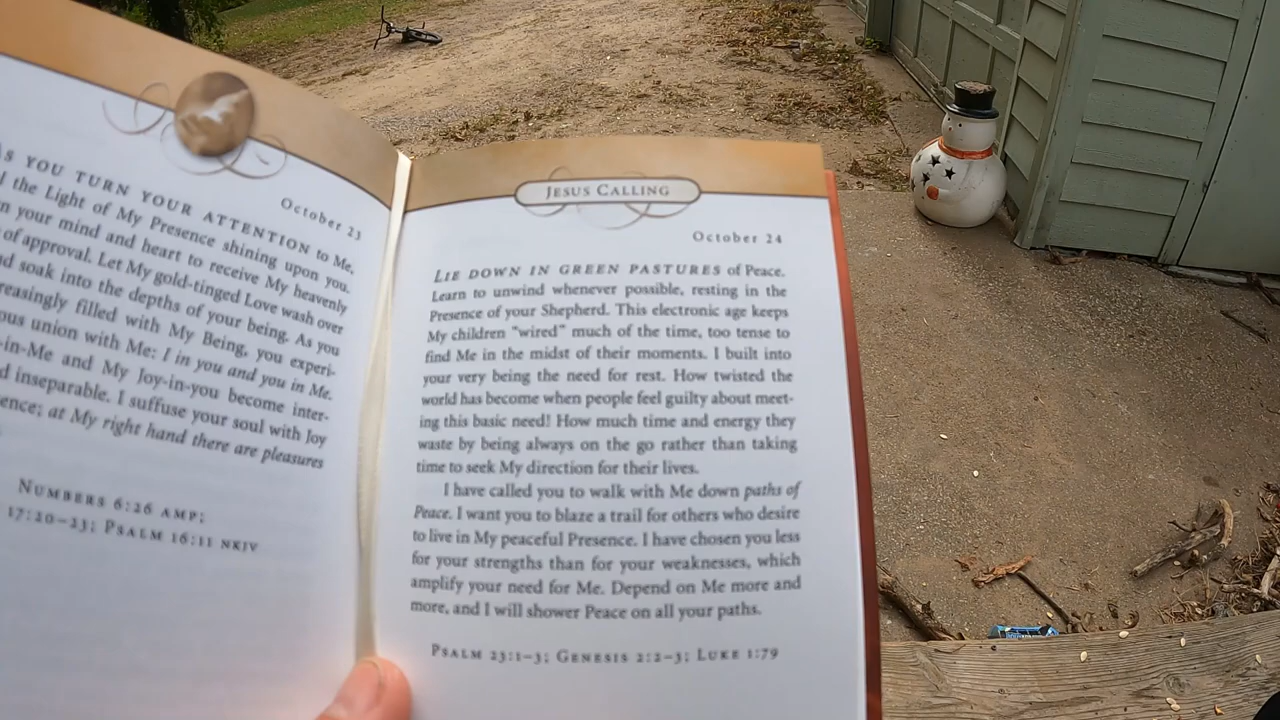 October 23
AS YOU TURN YOUR ATTENTION to Me,
the Light of My Presence shining upon you.
your mind and heart to receive My heavenly
of approval. Let My gold-tinged Love wash over
soak into the depths of your being. As you
filled with My Being, you experi-
union with Me: I in you and you in Me.
-in-Me and My Joy-in-you become inter-
inseparable. I suffuse your soul with Joy
at My right hand there are pleasures
NUMBERS 6:26 AMP;
17:20–23; PSALM 16:11 NKJV
JESUS CALLING
October 24
LIE DOWN IN GREEN PASTURES of Peace.
Learn to unwind whenever possible, resting in the
Presence of your Shepherd. This electronic age keeps
My children "wired" much of the time, too tense to
find Me in the midst of their moments. I built into
your very being the need for rest. How twisted the
world has become when people feel guilty about meet-
ing this basic need! How much time and energy they
waste by being always on the go rather than taking
time to seek My direction for their lives.
I have called you to walk with Me down paths of
Peace. I want you to blaze a trail for others who desire
to live in My peaceful Presence. I have chosen you less
for your strengths than for your weaknesses, which
amplify your need for Me. Depend on Me more and
more, and I will shower Peace on all your paths.
PSALM 23:1–3; GENESIS 2:2–3; LUKE 1:79